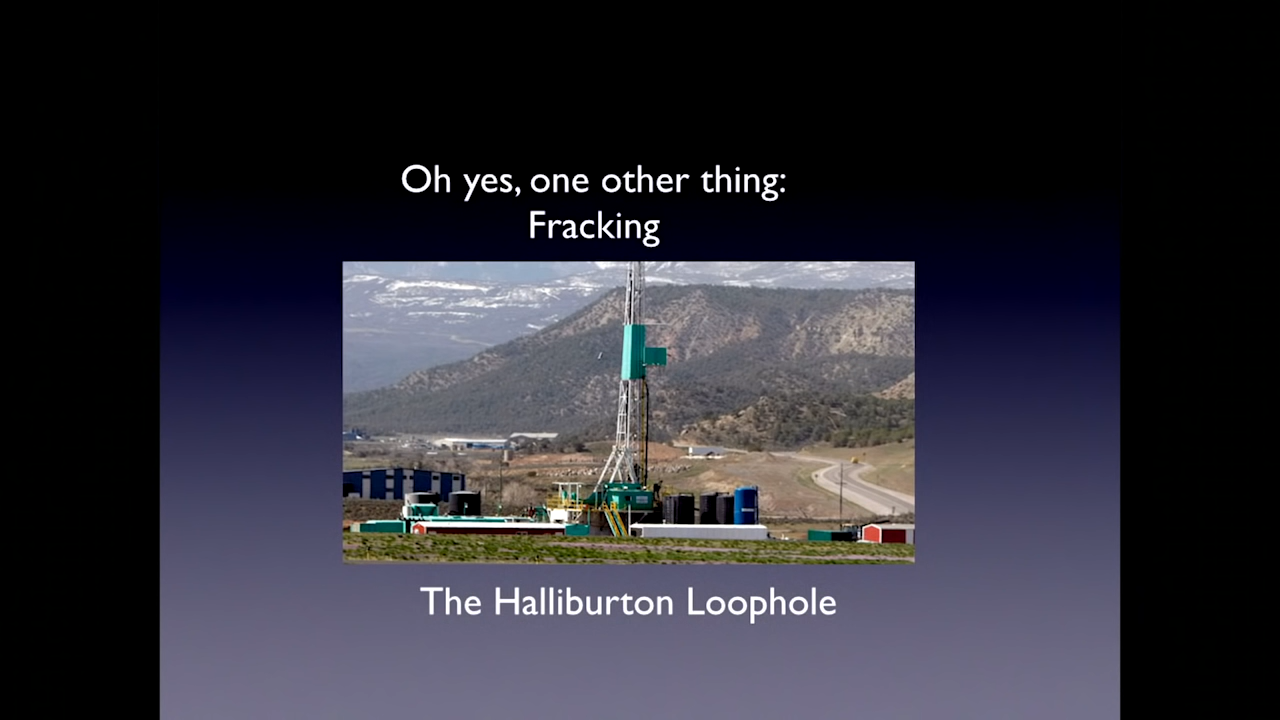 Oh yes, one other thing:
Fracking
The Halliburton Loophole